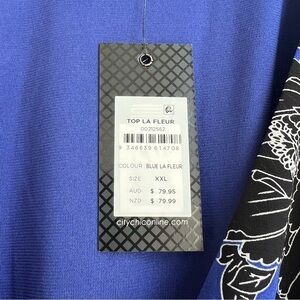 TOP LA FLEUR
00212562
9 346639 614708
COLOUR: BLUE LA FLEUR
SIZE: XXL
AUD: $ 79.95
NZD: $ 79.99
citychiconline.com